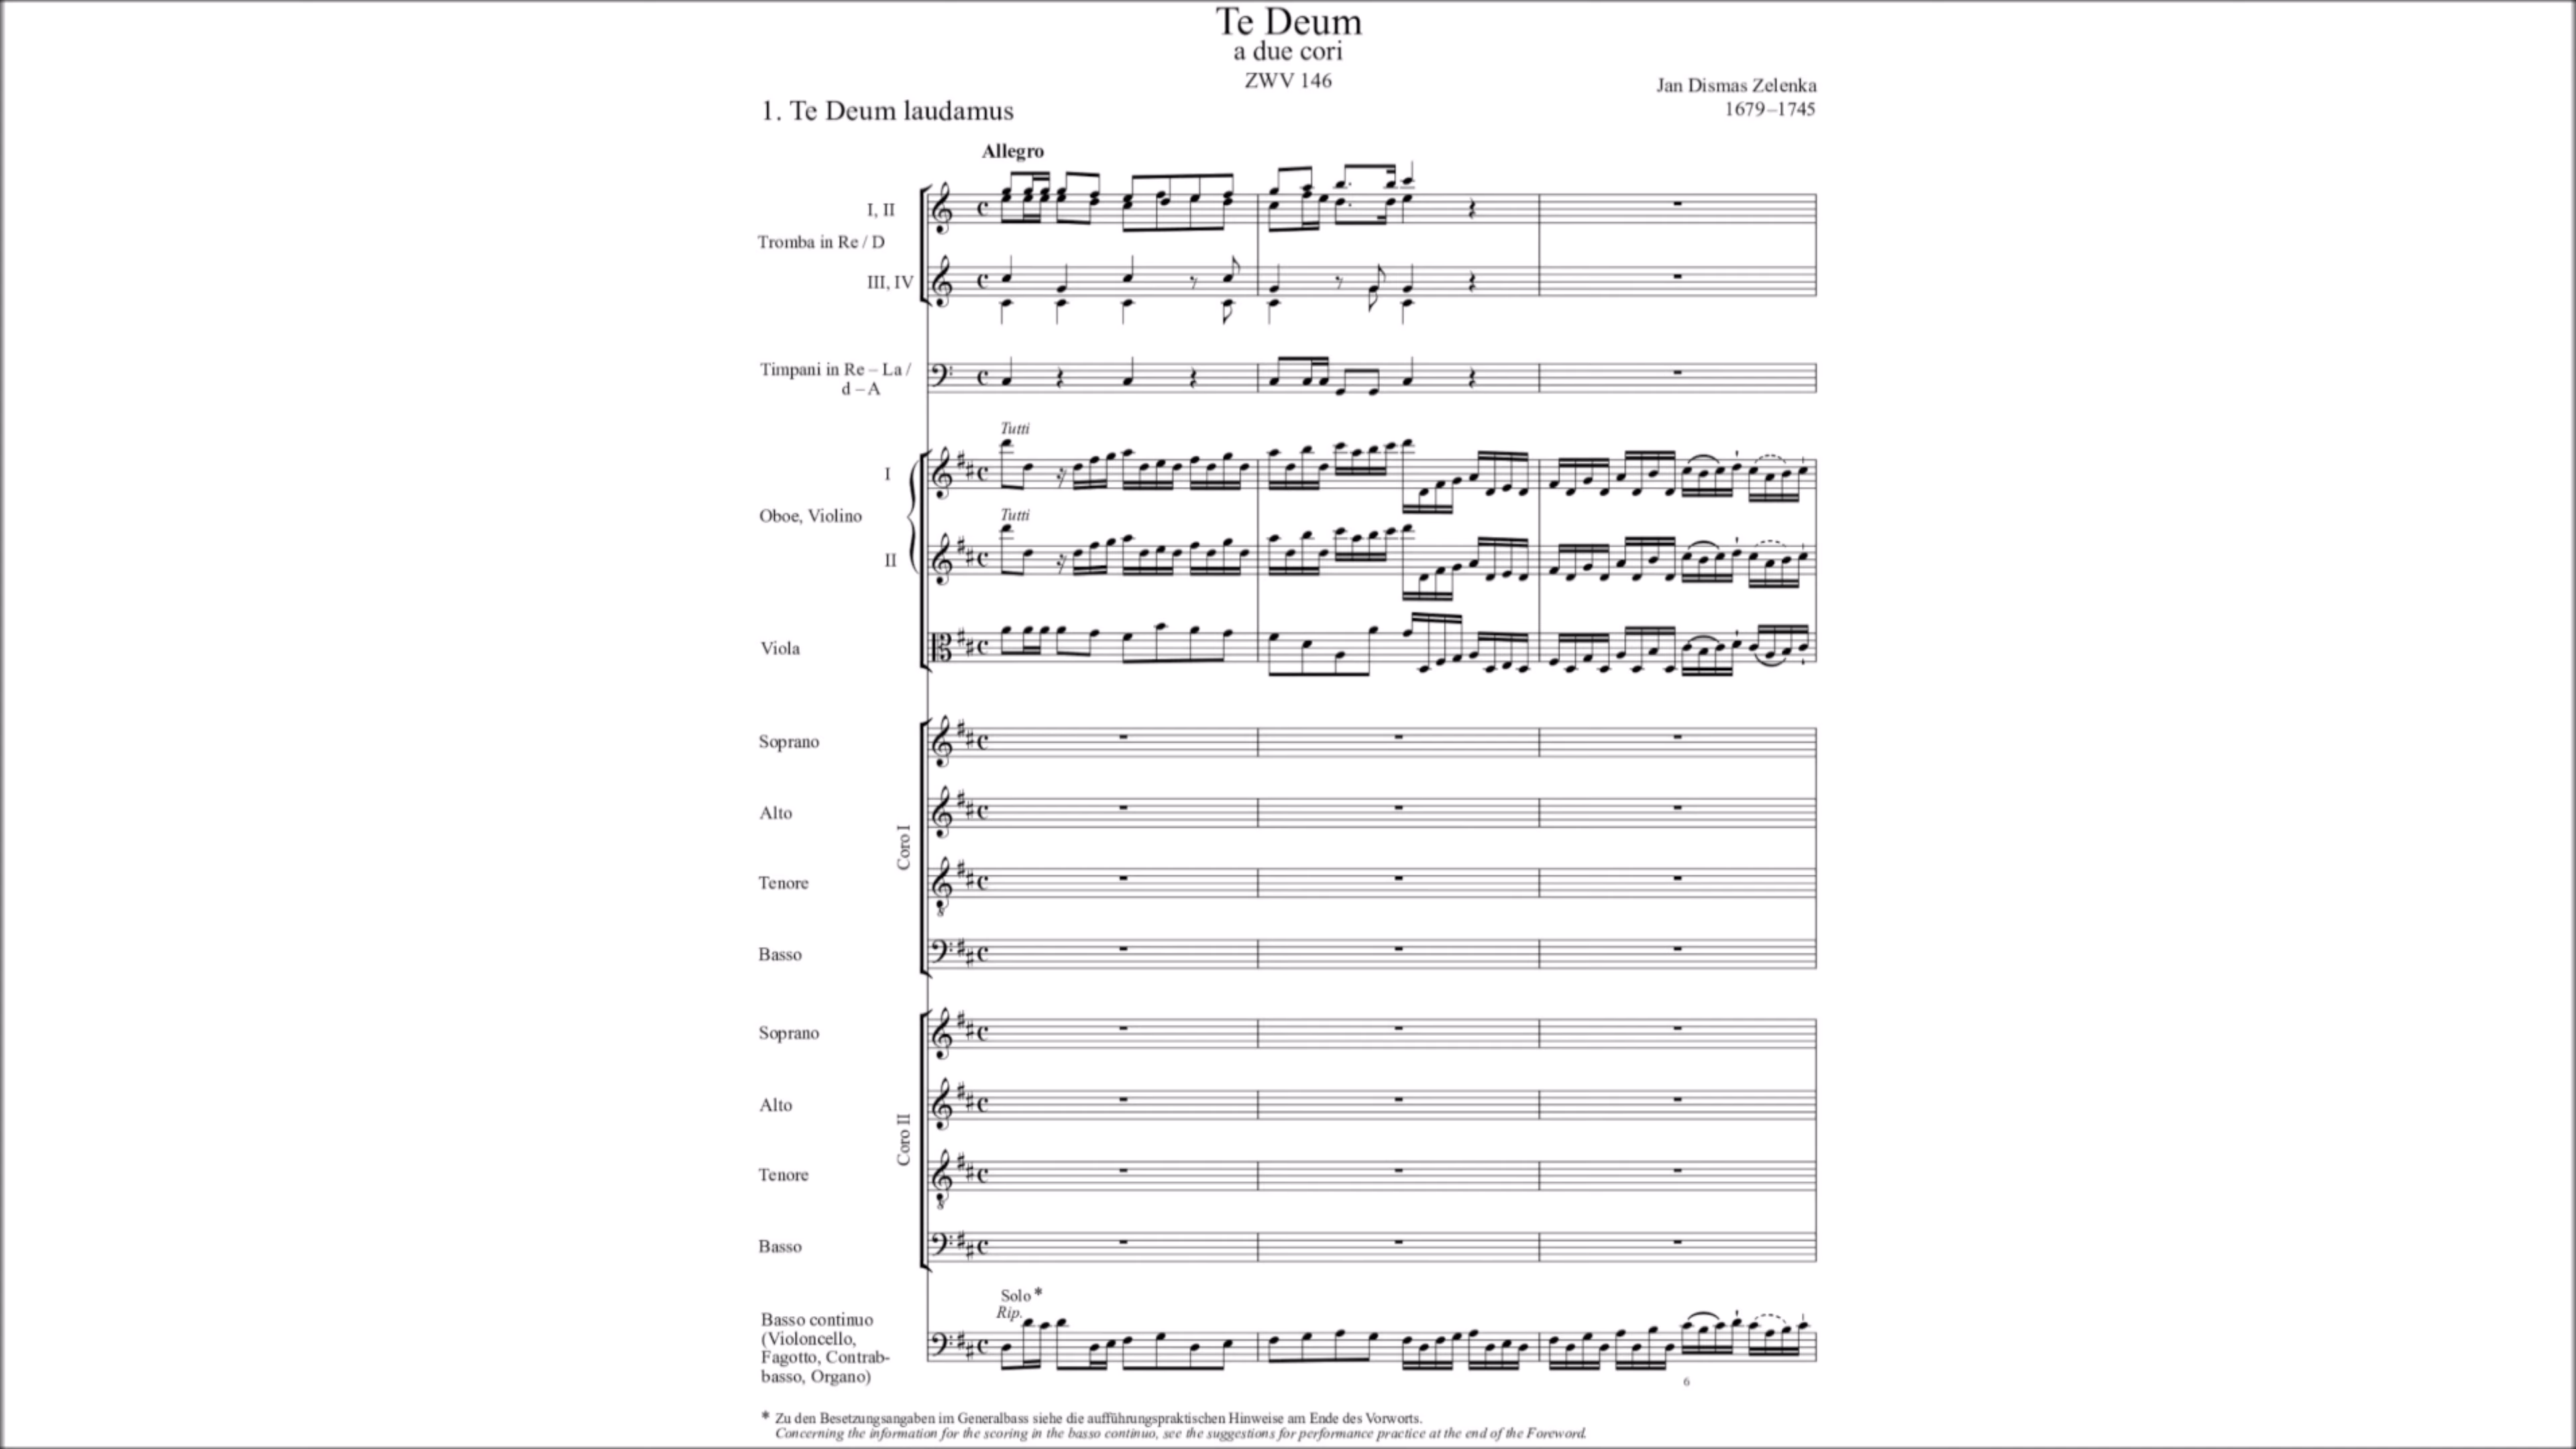 Te Deum
a due cori
ZWV 146
Jan Dismas Zelenka
1679–1745
1. Te Deum laudamus
Allegro
I, II
Tromba in Re / D
III, IV
Timpani in Re – La /
d – A
Tutti
I
Oboe, Violino
Tutti
II
Viola
Soprano
Alto
Coro I
Tenore
Basso
Soprano
Alto
Coro II
Tenore
Basso
Solo *
Rip.
Basso continuo
(Violoncello,
Fagotto, Contrab-
basso, Organo)
6
* Zu den Besetzungsangaben im Generalbass siehe die aufführungspraktischen Hinweise am Ende des Vorworts.
Concerning the information for the scoring in the basso continuo, see the suggestions for performance practice at the end of the Foreword.